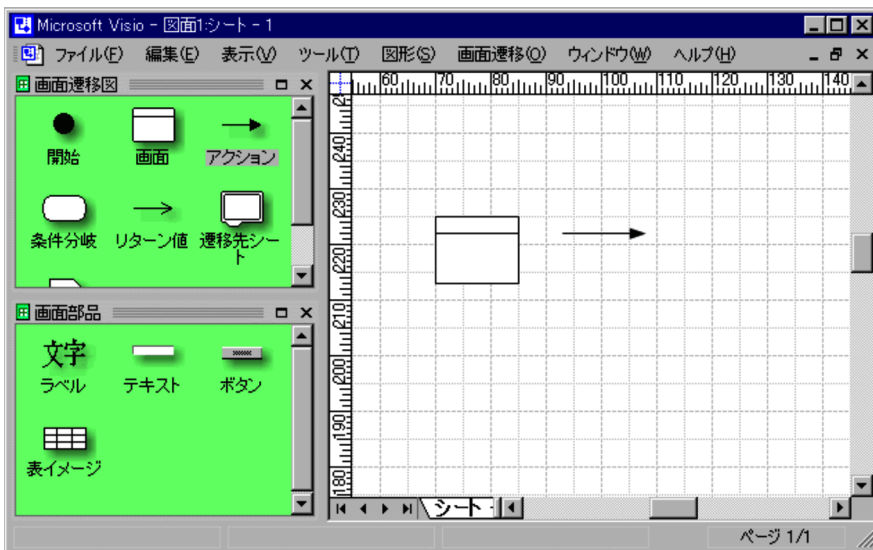 Microsoft Visio - 図面1:シート - 1
ファイル(F) 編集(E) 表示(V) ツール(T) 図形(S) 画面遷移(O) ウィンドウ(W) ヘルプ(H)
画面遷移図
開始 画面 アクション
条件分岐 リターン値 遷移先シー
ト
画面部品
文字
ラベル テキスト ボタン
表イメージ
60 70 80 90 100 110 120 130 140
240
230
220
210
200
190
180
シート -
ページ 1/1